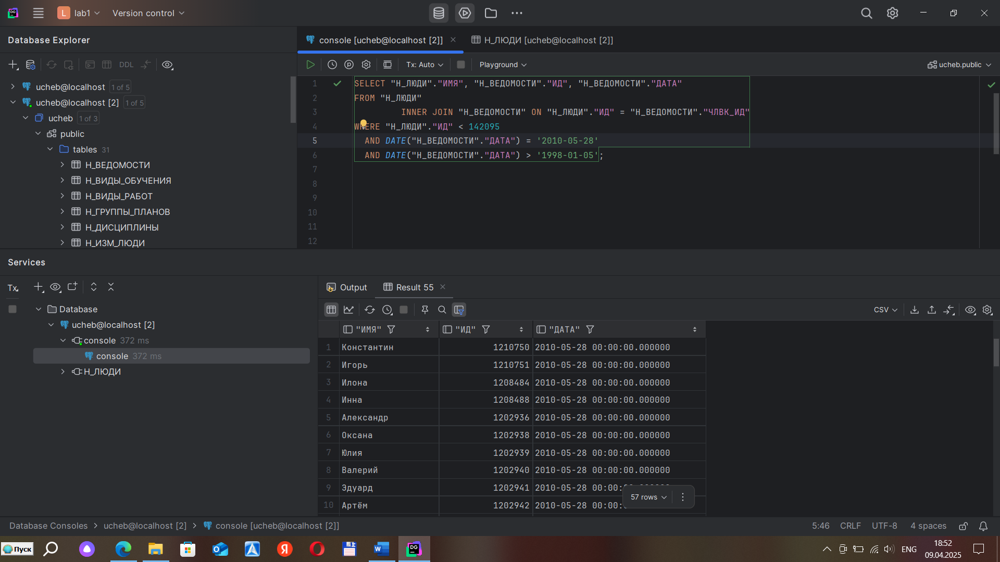 L lab1 Version control
Database Explorer
console [ucheb@localhost [2]]
Н_ЛЮДИ [ucheb@localhost [2]]
DDL
Tx: Auto
Playground
ucheb.public
ucheb@localhost 1 of 5
ucheb@localhost [2] 1 of 5
ucheb 1 of 3
public
tables 31
Н_ВЕДОМОСТИ
Н_ВИДЫ_ОБУЧЕНИЯ
Н_ВИДЫ_РАБОТ
Н_ГРУППЫ_ПЛАНОВ
Н_ДИСЦИПЛИНЫ
Н_ИЗМ_ЛЮДИ
1 SELECT "Н_ЛЮДИ"."ИМЯ", "Н_ВЕДОМОСТИ"."ИД", "Н_ВЕДОМОСТИ"."ДАТА"
2 FROM "Н_ЛЮДИ"
3 INNER JOIN "Н_ВЕДОМОСТИ" ON "Н_ЛЮДИ"."ИД" = "Н_ВЕДОМОСТИ"."ЧЛВК_ИД"
4 WHERE "Н_ЛЮДИ"."ИД" < 142095
5 AND DATE("Н_ВЕДОМОСТИ"."ДАТА") = '2010-05-28'
6 AND DATE("Н_ВЕДОМОСТИ"."ДАТА") > '1998-01-05';
7
8
9
10
11
12
Services
Tx
Database
ucheb@localhost [2]
console 372 ms
console 372 ms
Н_ЛЮДИ
Output
Result 55
CSV
"ИМЯ" "ИД" "ДАТА"
1 Константин 1210750 2010-05-28 00:00:00.000000
2 Игорь 1210751 2010-05-28 00:00:00.000000
3 Илона 1208484 2010-05-28 00:00:00.000000
4 Инна 1208488 2010-05-28 00:00:00.000000
5 Александр 1202936 2010-05-28 00:00:00.000000
6 Оксана 1202938 2010-05-28 00:00:00.000000
7 Юлия 1202939 2010-05-28 00:00:00.000000
8 Валерий 1202940 2010-05-28 00:00:00.000000
9 Эдуард 1202941 2010-05-28 00:00:
10 Артём 1202942 2010-05-28 00:00:
57 rows
Database Consoles > ucheb@localhost [2] > console [ucheb@localhost [2]]
5:46 CRLF UTF-8 4 spaces
Пуск
ENG
18:52
09.04.2025